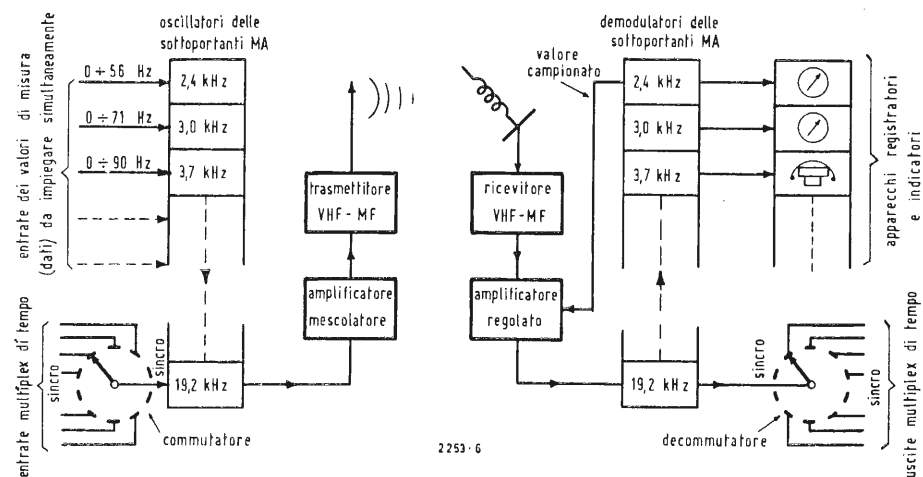 oscillatori delle
sottoportanti MA
entrate dei valori di misura
(dati) da impiegare simultaneamente
0 ÷ 56 Hz
0 ÷ 71 Hz
0 ÷ 90 Hz
2,4 kHz
3,0 kHz
3,7 kHz
trasmettitore
VHF - MF
amplificatore
mescolatore
entrate multiplex di tempo
sincro
sincro
19,2 kHz
commutatore
valore
campionato
demodulatori delle
sottoportanti MA
2,4 kHz
3,0 kHz
3,7 kHz
ricevitore
VHF-MF
amplificatore
regolato
apparecchi registratori
e indicatori
19,2 kHz
sincro
sincro
decommutatore
uscite multiplex di tempo
2253-6